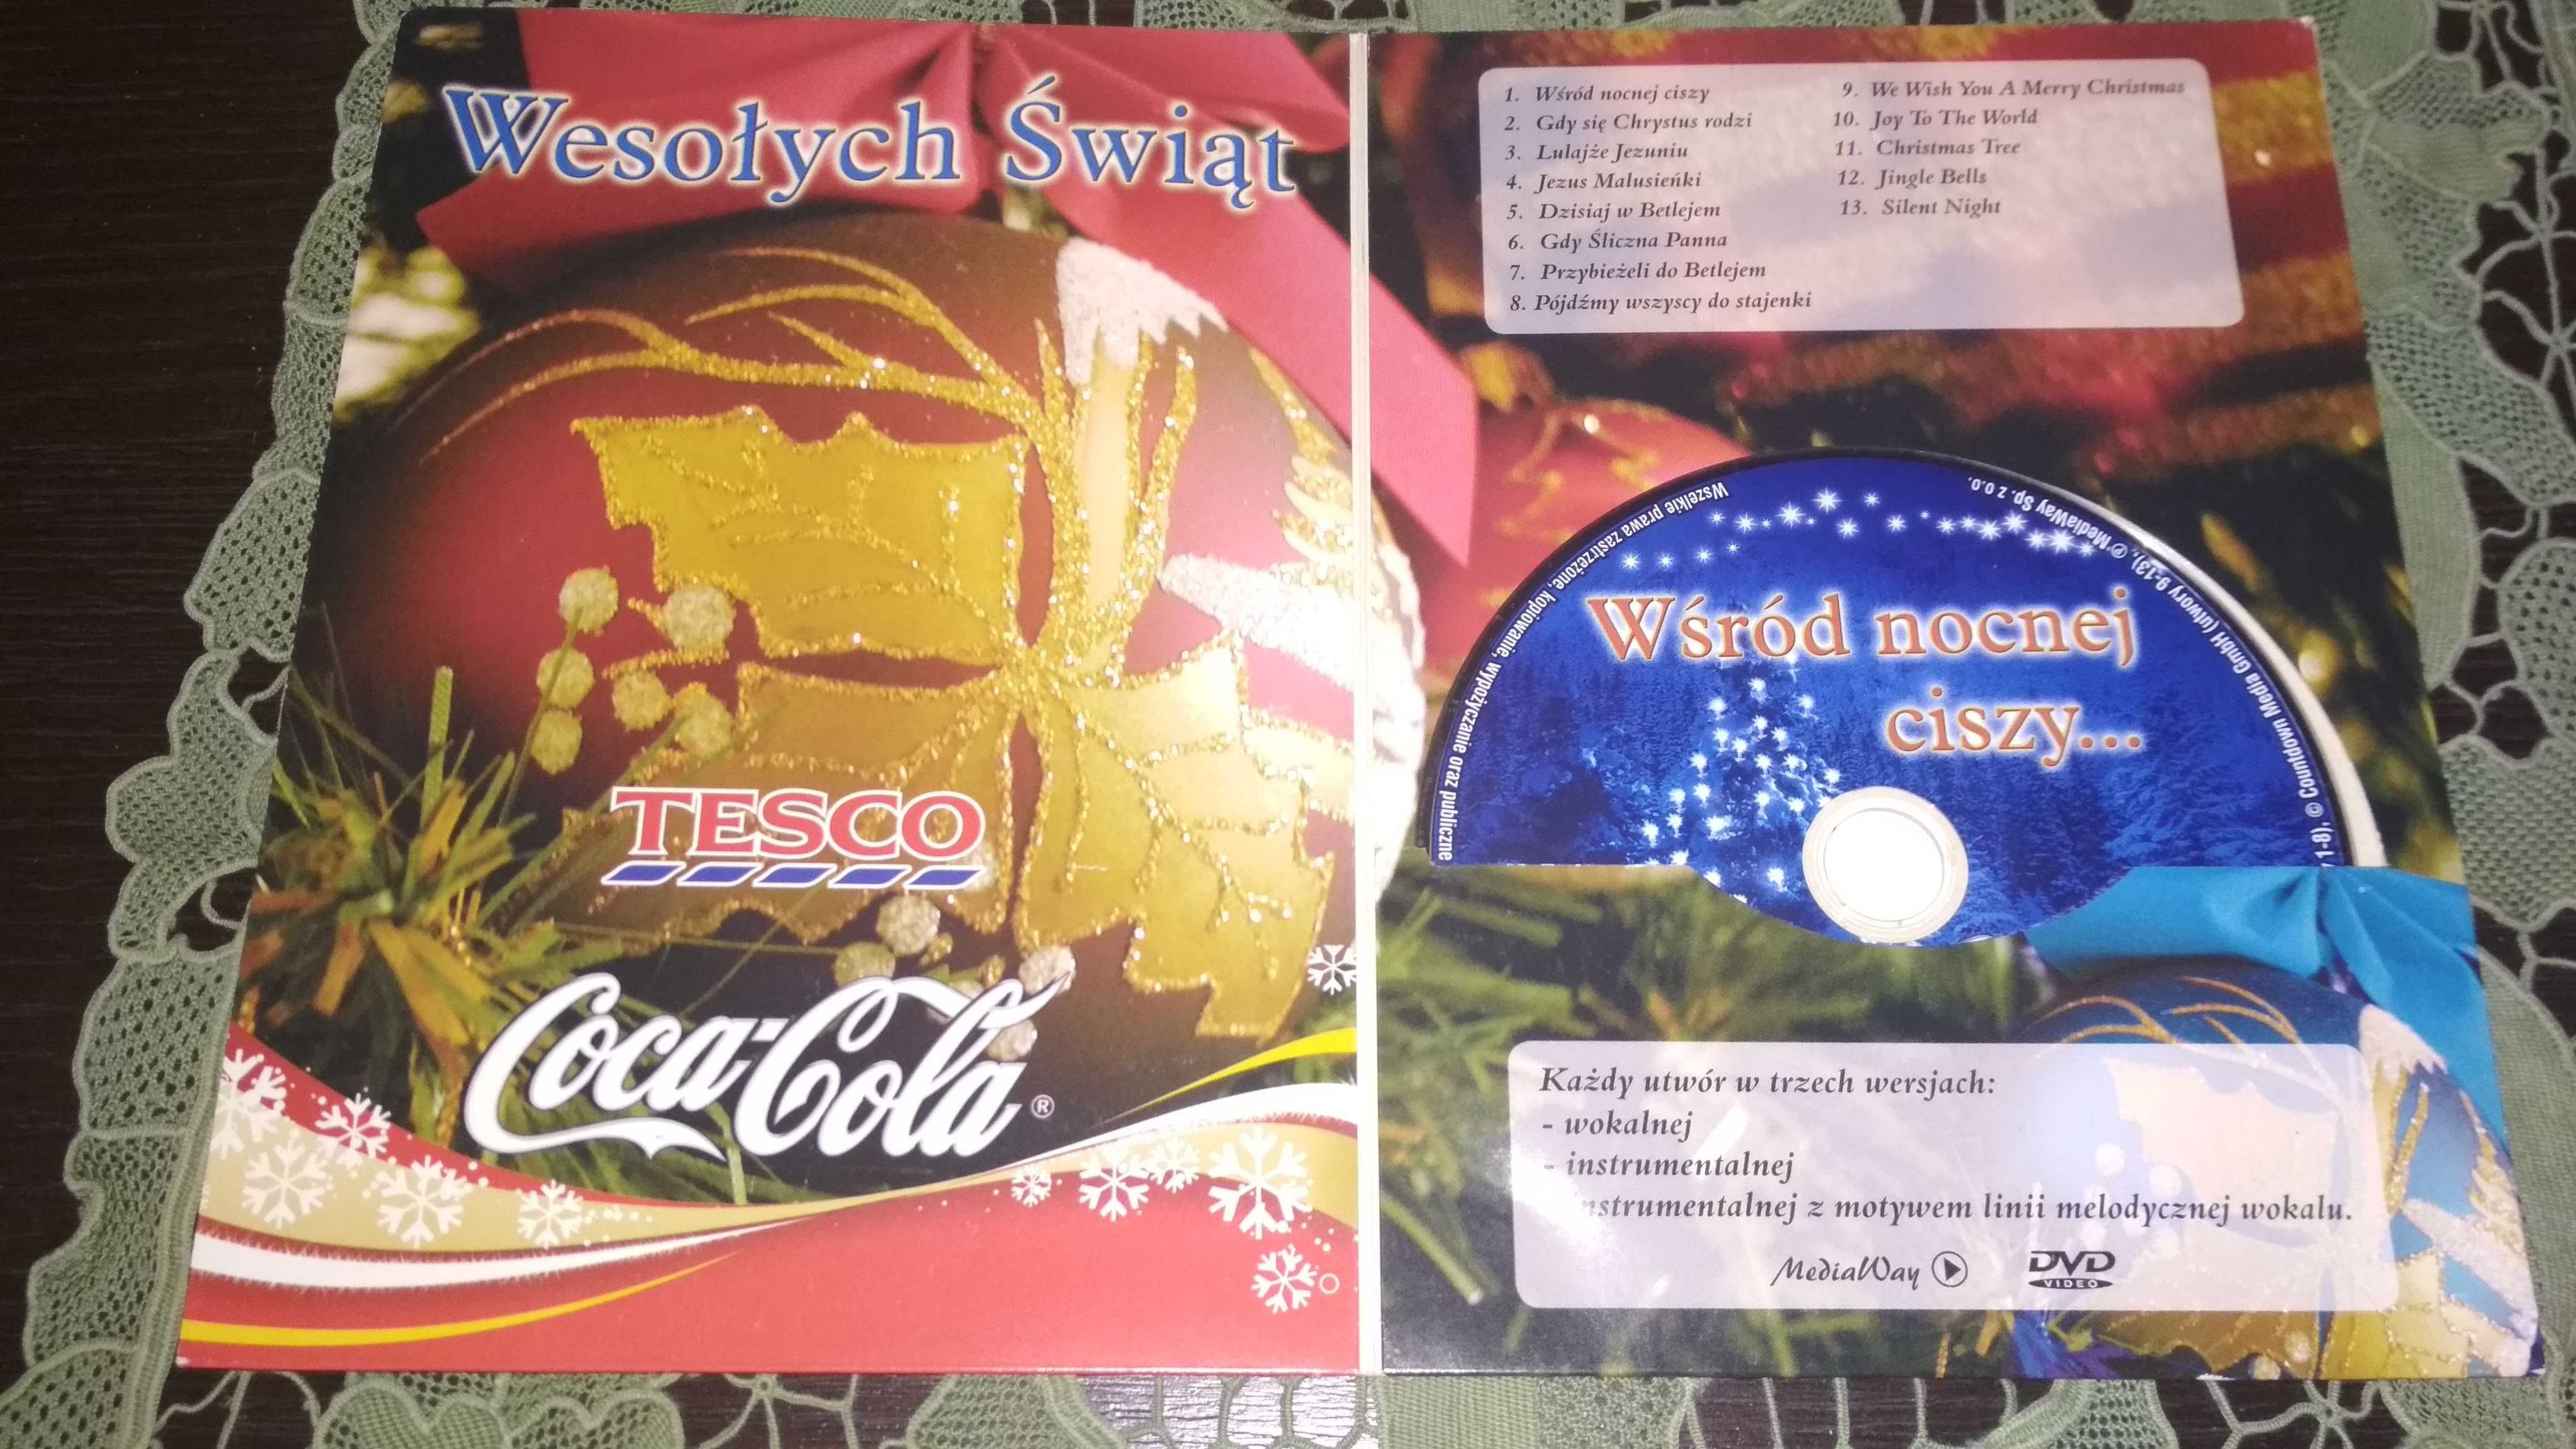 Wesołych Świąt
TESCO
Coca-Cola®
1. Wśród nocnej ciszy
2. Gdy się Chrystus rodzi
3. Lulajże Jezuniu
4. Jezus Malusieńki
5. Dzisiaj w Betlejem
6. Gdy Śliczna Panna
7. Przybieżeli do Betlejem
8. Pójdźmy wszyscy do stajenki
9. We Wish You A Merry Christmas
10. Joy To The World
11. Christmas Tree
12. Jingle Bells
13. Silent Night
Wszelkie prawa zastrzeżone, kopiowanie, wypożyczanie oraz publiczne
1-8), © Countdown Media GmbH (utwory 9-13), ℗ MediaWay Sp. z o.o.
Wśród nocnej
ciszy...
Każdy utwór w trzech wersjach:
- wokalnej
- instrumentalnej
instrumentalnej z motywem linii melodycznej wokalu.
MediaWay
DVD
VIDEO